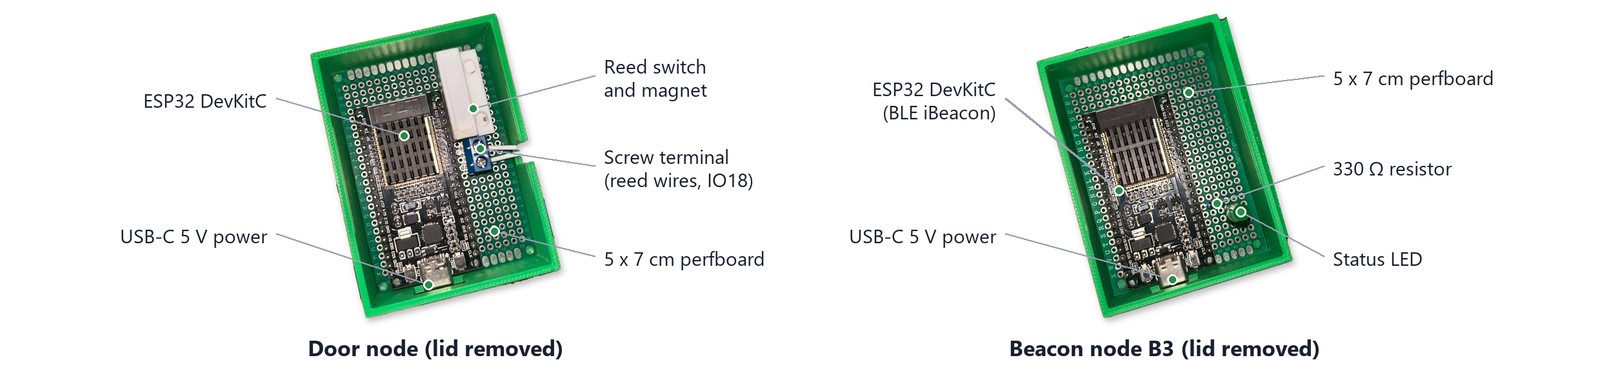 ESP32 DevKitC
USB-C 5 V power
Reed switch
and magnet
Screw terminal
(reed wires, IO18)
5 x 7 cm perfboard
Door node (lid removed)
ESP32 DevKitC
(BLE iBeacon)
USB-C 5 V power
5 x 7 cm perfboard
330 Ω resistor
Status LED
Beacon node B3 (lid removed)